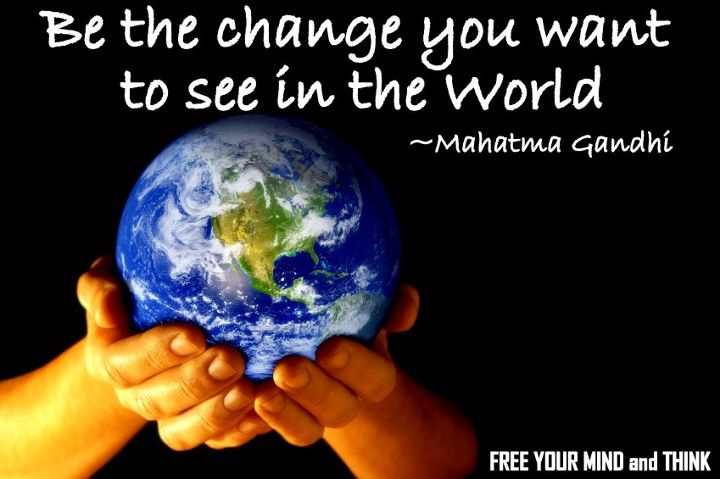 Be the change you want
to see in the World
~Mahatma Gandhi
FREE YOUR MIND and THINK